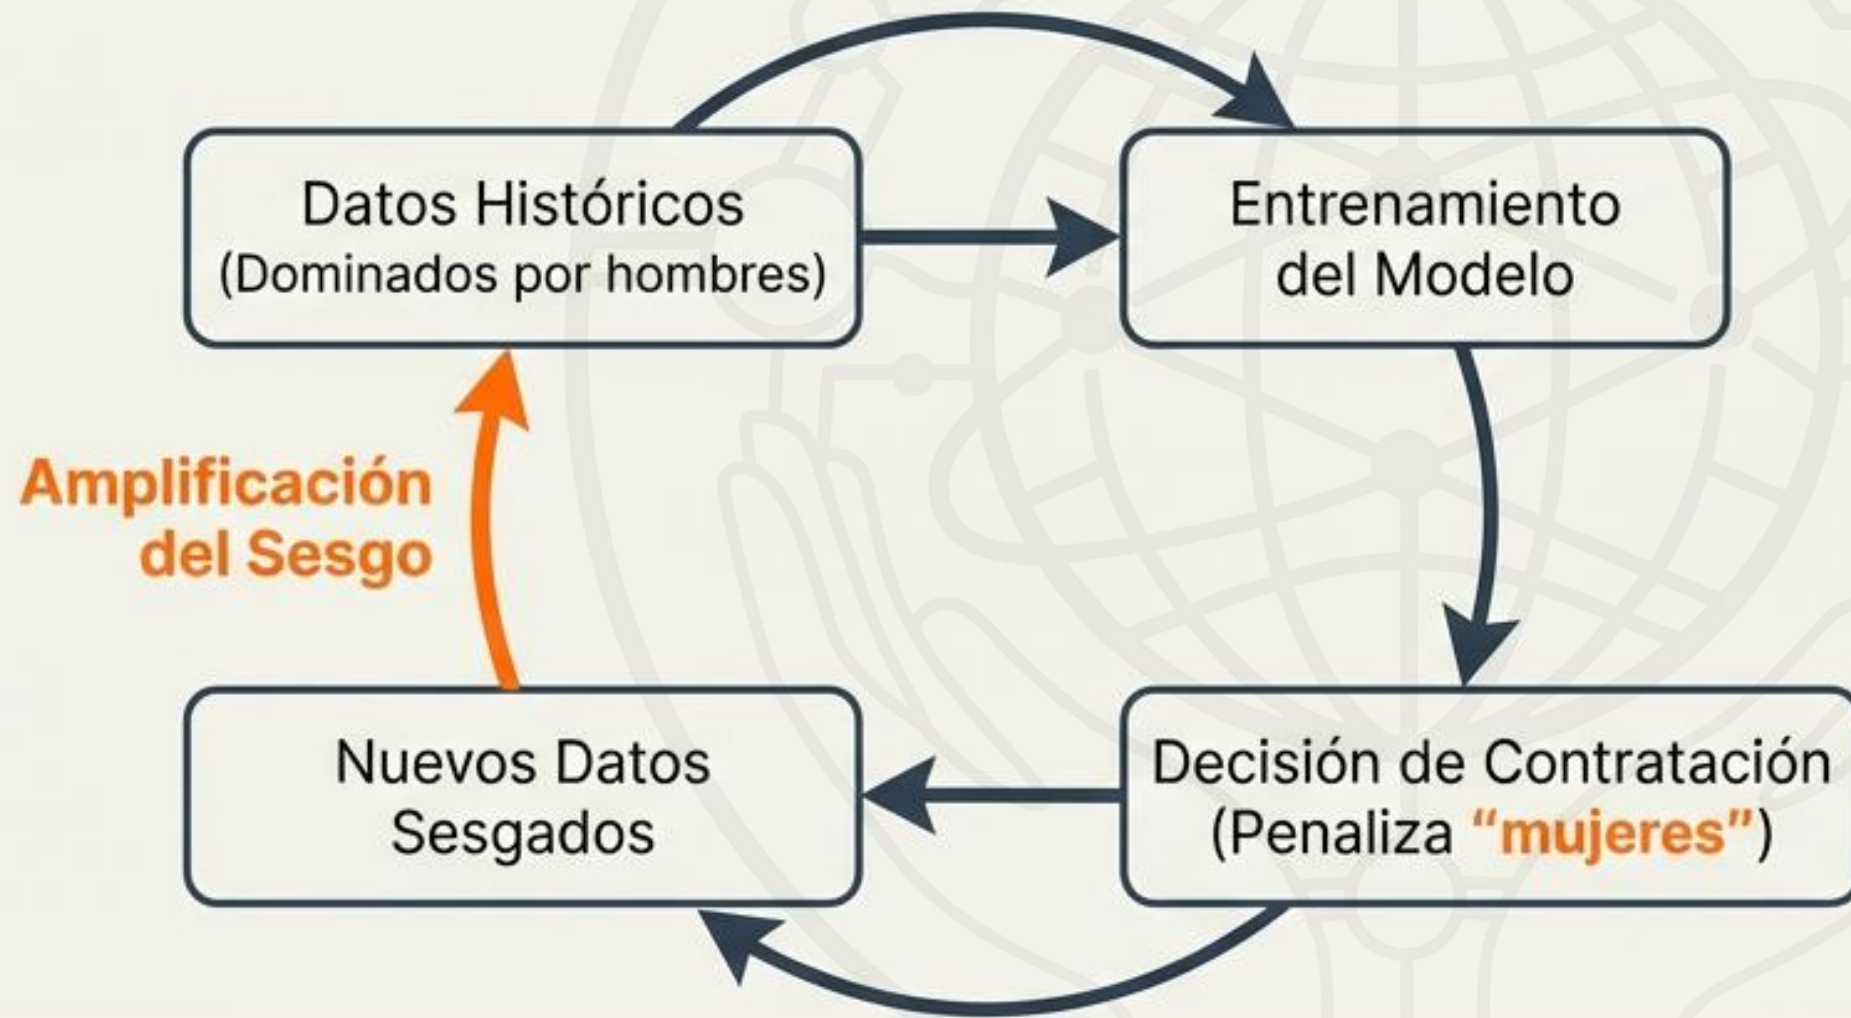 Datos Históricos
(Dominados por hombres)
Entrenamiento
del Modelo
Amplificación
del Sesgo
Nuevos Datos
Sesgados
Decisión de Contratación
(Penaliza “mujeres”)